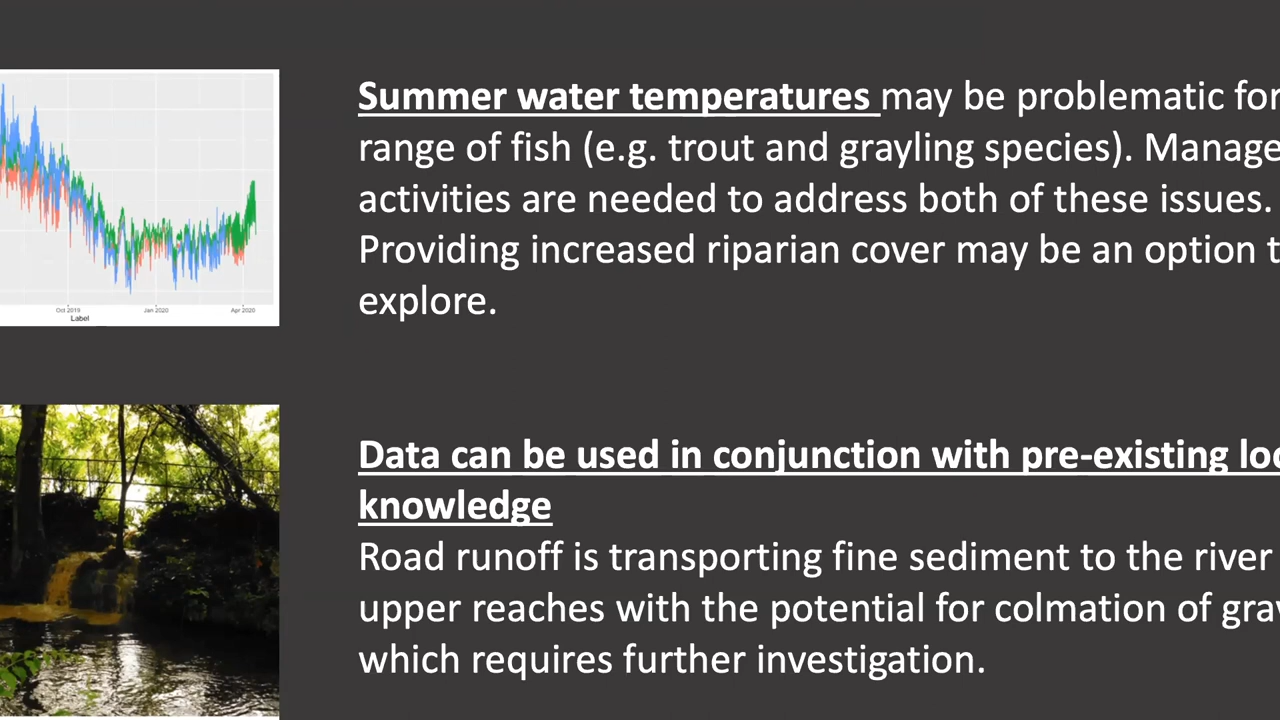 Summer water temperatures may be problematic for
range of fish (e.g. trout and grayling species). Manage
activities are needed to address both of these issues.
Providing increased riparian cover may be an option t
explore.
Oct 2019 Jan 2020 Apr 2020
Label
Data can be used in conjunction with pre-existing loc
knowledge
Road runoff is transporting fine sediment to the river
upper reaches with the potential for colmation of grav
which requires further investigation.